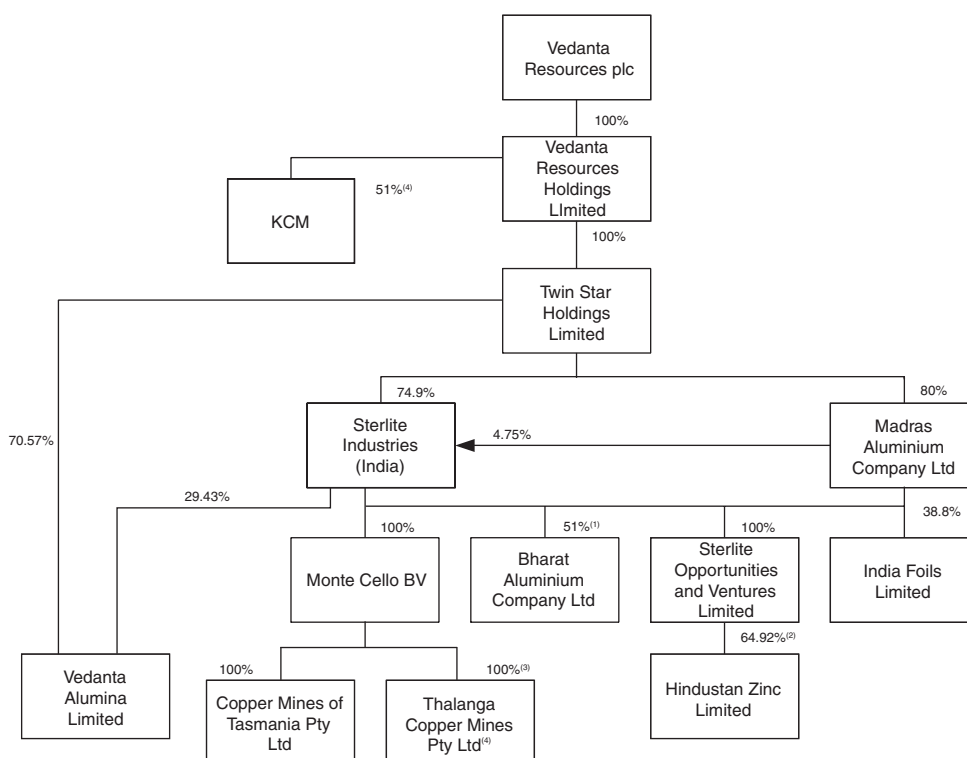 Vedanta
Resources plc
100%
Vedanta
Resources
Holdings
LImited
51%(4)
KCM
100%
Twin Star
Holdings
Limited
74.9%
80%
Sterlite
Industries
(India)
4.75%
Madras
Aluminium
Company Ltd
70.57%
29.43%
100%
51%(1)
100%
38.8%
Monte Cello BV
Bharat
Aluminium
Company Ltd
Sterlite
Opportunities
and Ventures
Limited
India Foils
Limited
64.92%(2)
100%
100%(3)
Vedanta
Alumina
Limited
Copper Mines of
Tasmania Pty
Ltd
Thalanga
Copper Mines
Pty Ltd(4)
Hindustan Zinc
Limited